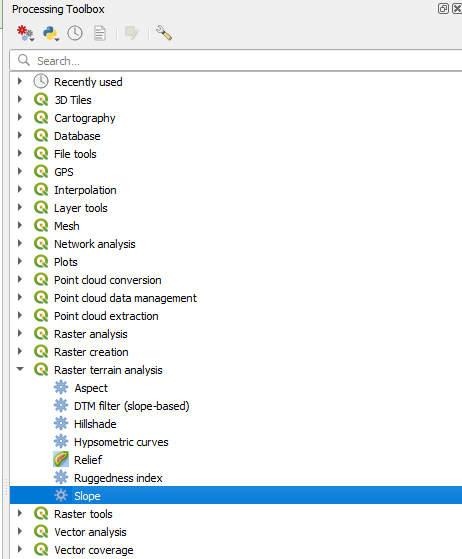 Processing Toolbox
Search...
Recently used
3D Tiles
Cartography
Database
File tools
GPS
Interpolation
Layer tools
Mesh
Network analysis
Plots
Point cloud conversion
Point cloud data management
Point cloud extraction
Raster analysis
Raster creation
Raster terrain analysis
Aspect
DTM filter (slope-based)
Hillshade
Hypsometric curves
Relief
Ruggedness index
Slope
Raster tools
Vector analysis
Vector coverage